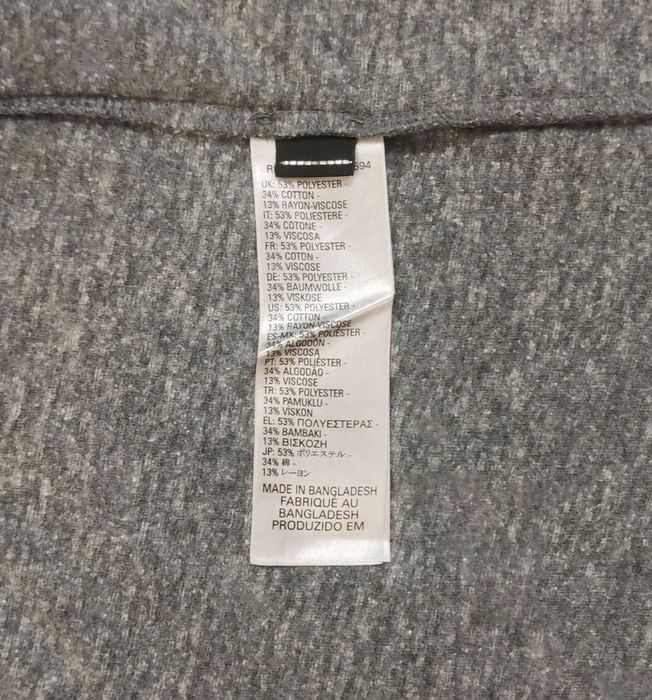 594
UK: 53% POLYESTER -
34% COTTON -
13% RAYON-VISCOSE
IT: 53% POLIESTERE -
34% COTONE -
13% VISCOSA
FR: 53% POLYESTER -
34% COTON -
13% VISCOSE
DE: 53% POLYESTER -
34% BAUMWOLLE -
13% VISKOSE
US: 53% POLYESTER -
34% COTTON -
13% RAYON-VISCOSE
ES-MX: 53% POLIÉSTER -
34% ALGODÓN -
13% VISCOSA
PT: 53% POLIÉSTER -
34% ALGODÃO -
13% VISCOSE
TR: 53% POLYESTER -
34% PAMUKLU -
13% VISKON
EL: 53% ΠΟΛΥΕΣΤΕΡΑΣ -
34% ΒΑΜΒΑΚΙ -
13% ΒΙΣΚΟΖΗ
JP: 53% ポリエステル -
34% 綿 -
13% レーヨン
MADE IN BANGLADESH
FABRIQUE AU
BANGLADESH
PRODUZIDO EM